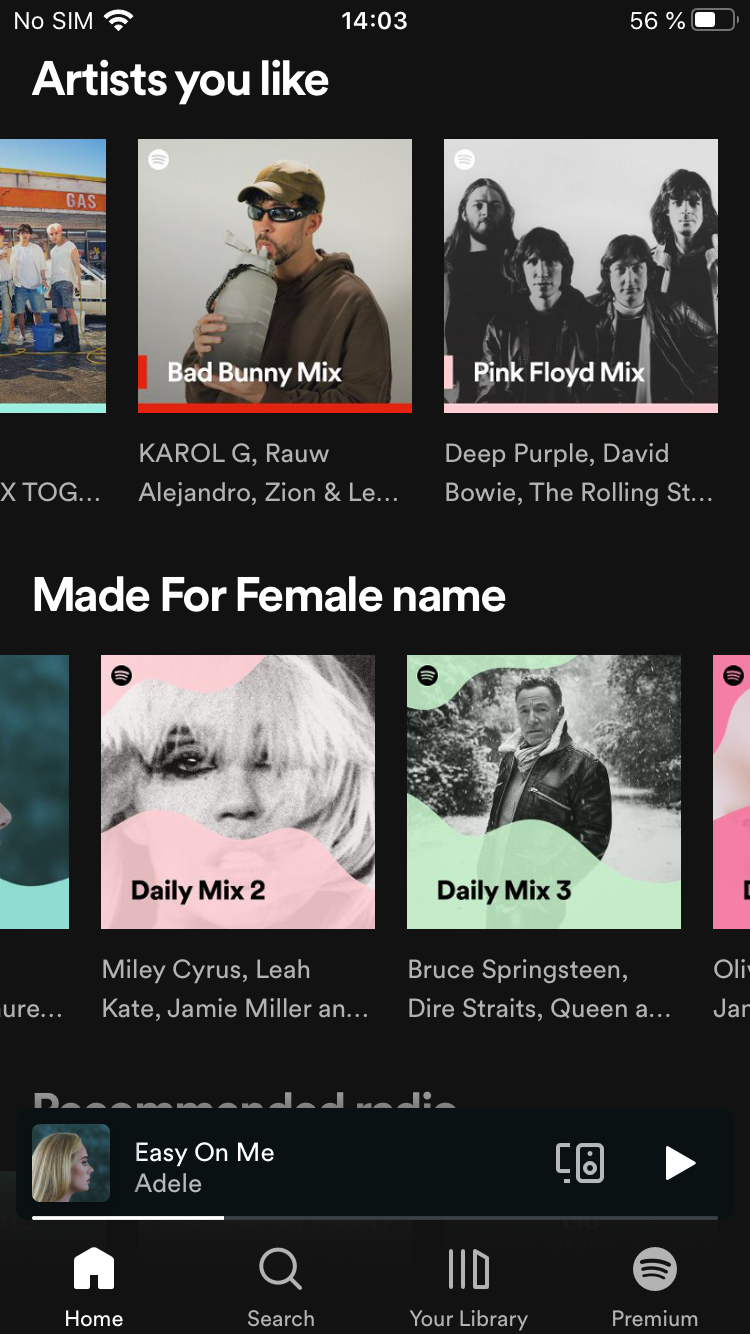 No SIM 14:03 56 %
Artists you like
GAS
Bad Bunny Mix
Pink Floyd Mix
X TOG...
KAROL G, Rauw
Alejandro, Zion & Le...
Deep Purple, David
Bowie, The Rolling St...
Made For Female name
Daily Mix 2
Daily Mix 3
D
ure...
Miley Cyrus, Leah
Kate, Jamie Miller an...
Bruce Springsteen,
Dire Straits, Queen a...
Oliv
Jam
Recommended radio
Easy On Me
Adele
Home
Search
Your Library
Premium